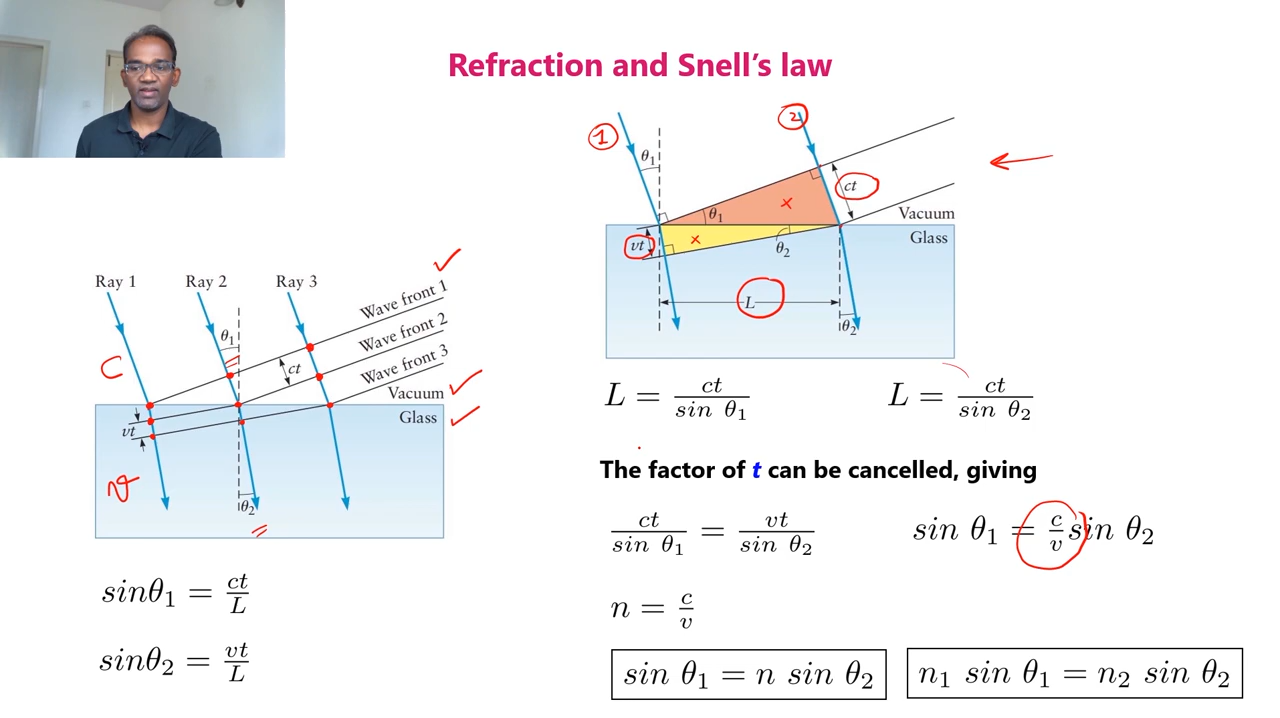 Refraction and Snell's law
Ray 1
Ray 2
Ray 3
Wave front 1
Wave front 2
Wave front 3
θ1
ct
Vacuum
Glass
vt
θ2
C
v
sinθ1 = ct/L
sinθ2 = vt/L
1
2
θ1
θ1
ct
Vacuum
Glass
vt
θ2
L
θ2
x
x
L = ct/sin θ1
L = ct/sin θ2
The factor of t can be cancelled, giving
ct/sin θ1 = vt/sin θ2
sin θ1 = c/v sin θ2
n = c/v
sin θ1 = n sin θ2
n1 sin θ1 = n2 sin θ2